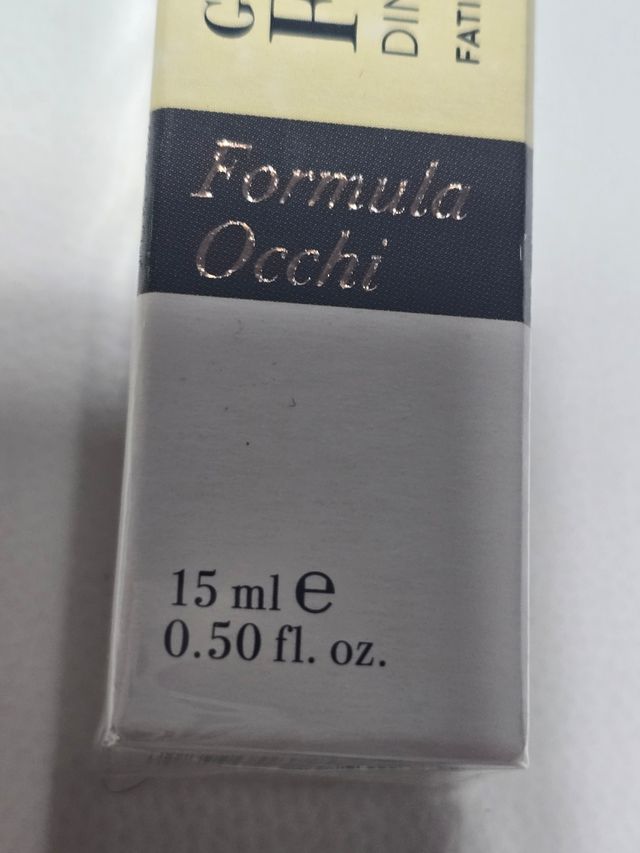 Formula
Occhi
15 ml e
0.50 fl. oz.